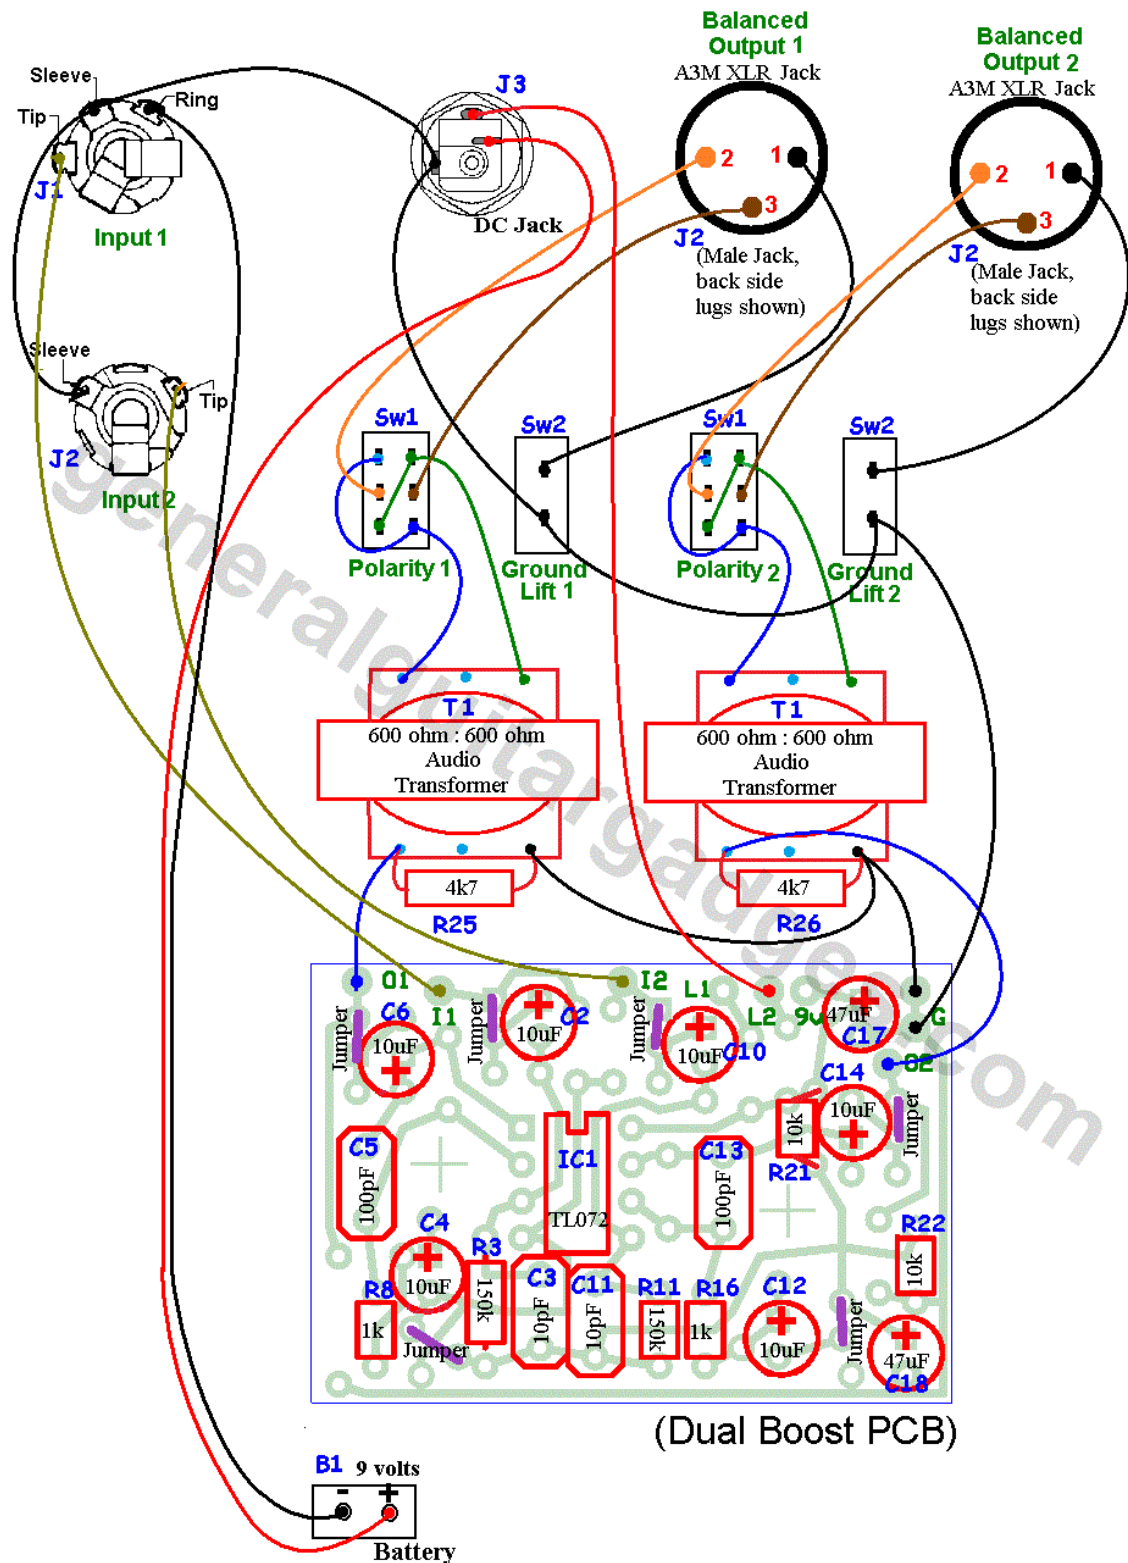 Balanced
Output 1
A3M XLR Jack
Balanced
Output 2
A3M XLR Jack
Sleeve
Ring
Tip
J1
Input 1
J3
DC Jack
2
1
3
J2
(Male Jack,
back side
lugs shown)
2
1
3
J2
(Male Jack,
back side
lugs shown)
Sleeve
Tip
J2
Input 2
Sw1
Polarity 1
Sw2
Ground
Lift 1
Sw1
Polarity 2
Sw2
Ground
Lift 2
generalguitargadgets.com
T1
600 ohm : 600 ohm
Audio
Transformer
4k7
R25
T1
600 ohm : 600 ohm
Audio
Transformer
4k7
R26
O1
I1
I2
L1
L2
9v
G
O2
Jumper
C6
10uF
Jumper
C2
10uF
Jumper
C10
10uF
47uF
C17
C14
10uF
Jumper
10k
R21
C5
100pF
IC1
TL072
C13
100pF
C4
10uF
R3
150k
C3
10pF
C11
10pF
R11
150k
R16
1k
C12
10uF
R22
10k
R8
1k
Jumper
Jumper
47uF
C18
(Dual Boost PCB)
B1
9 volts
- +
Battery